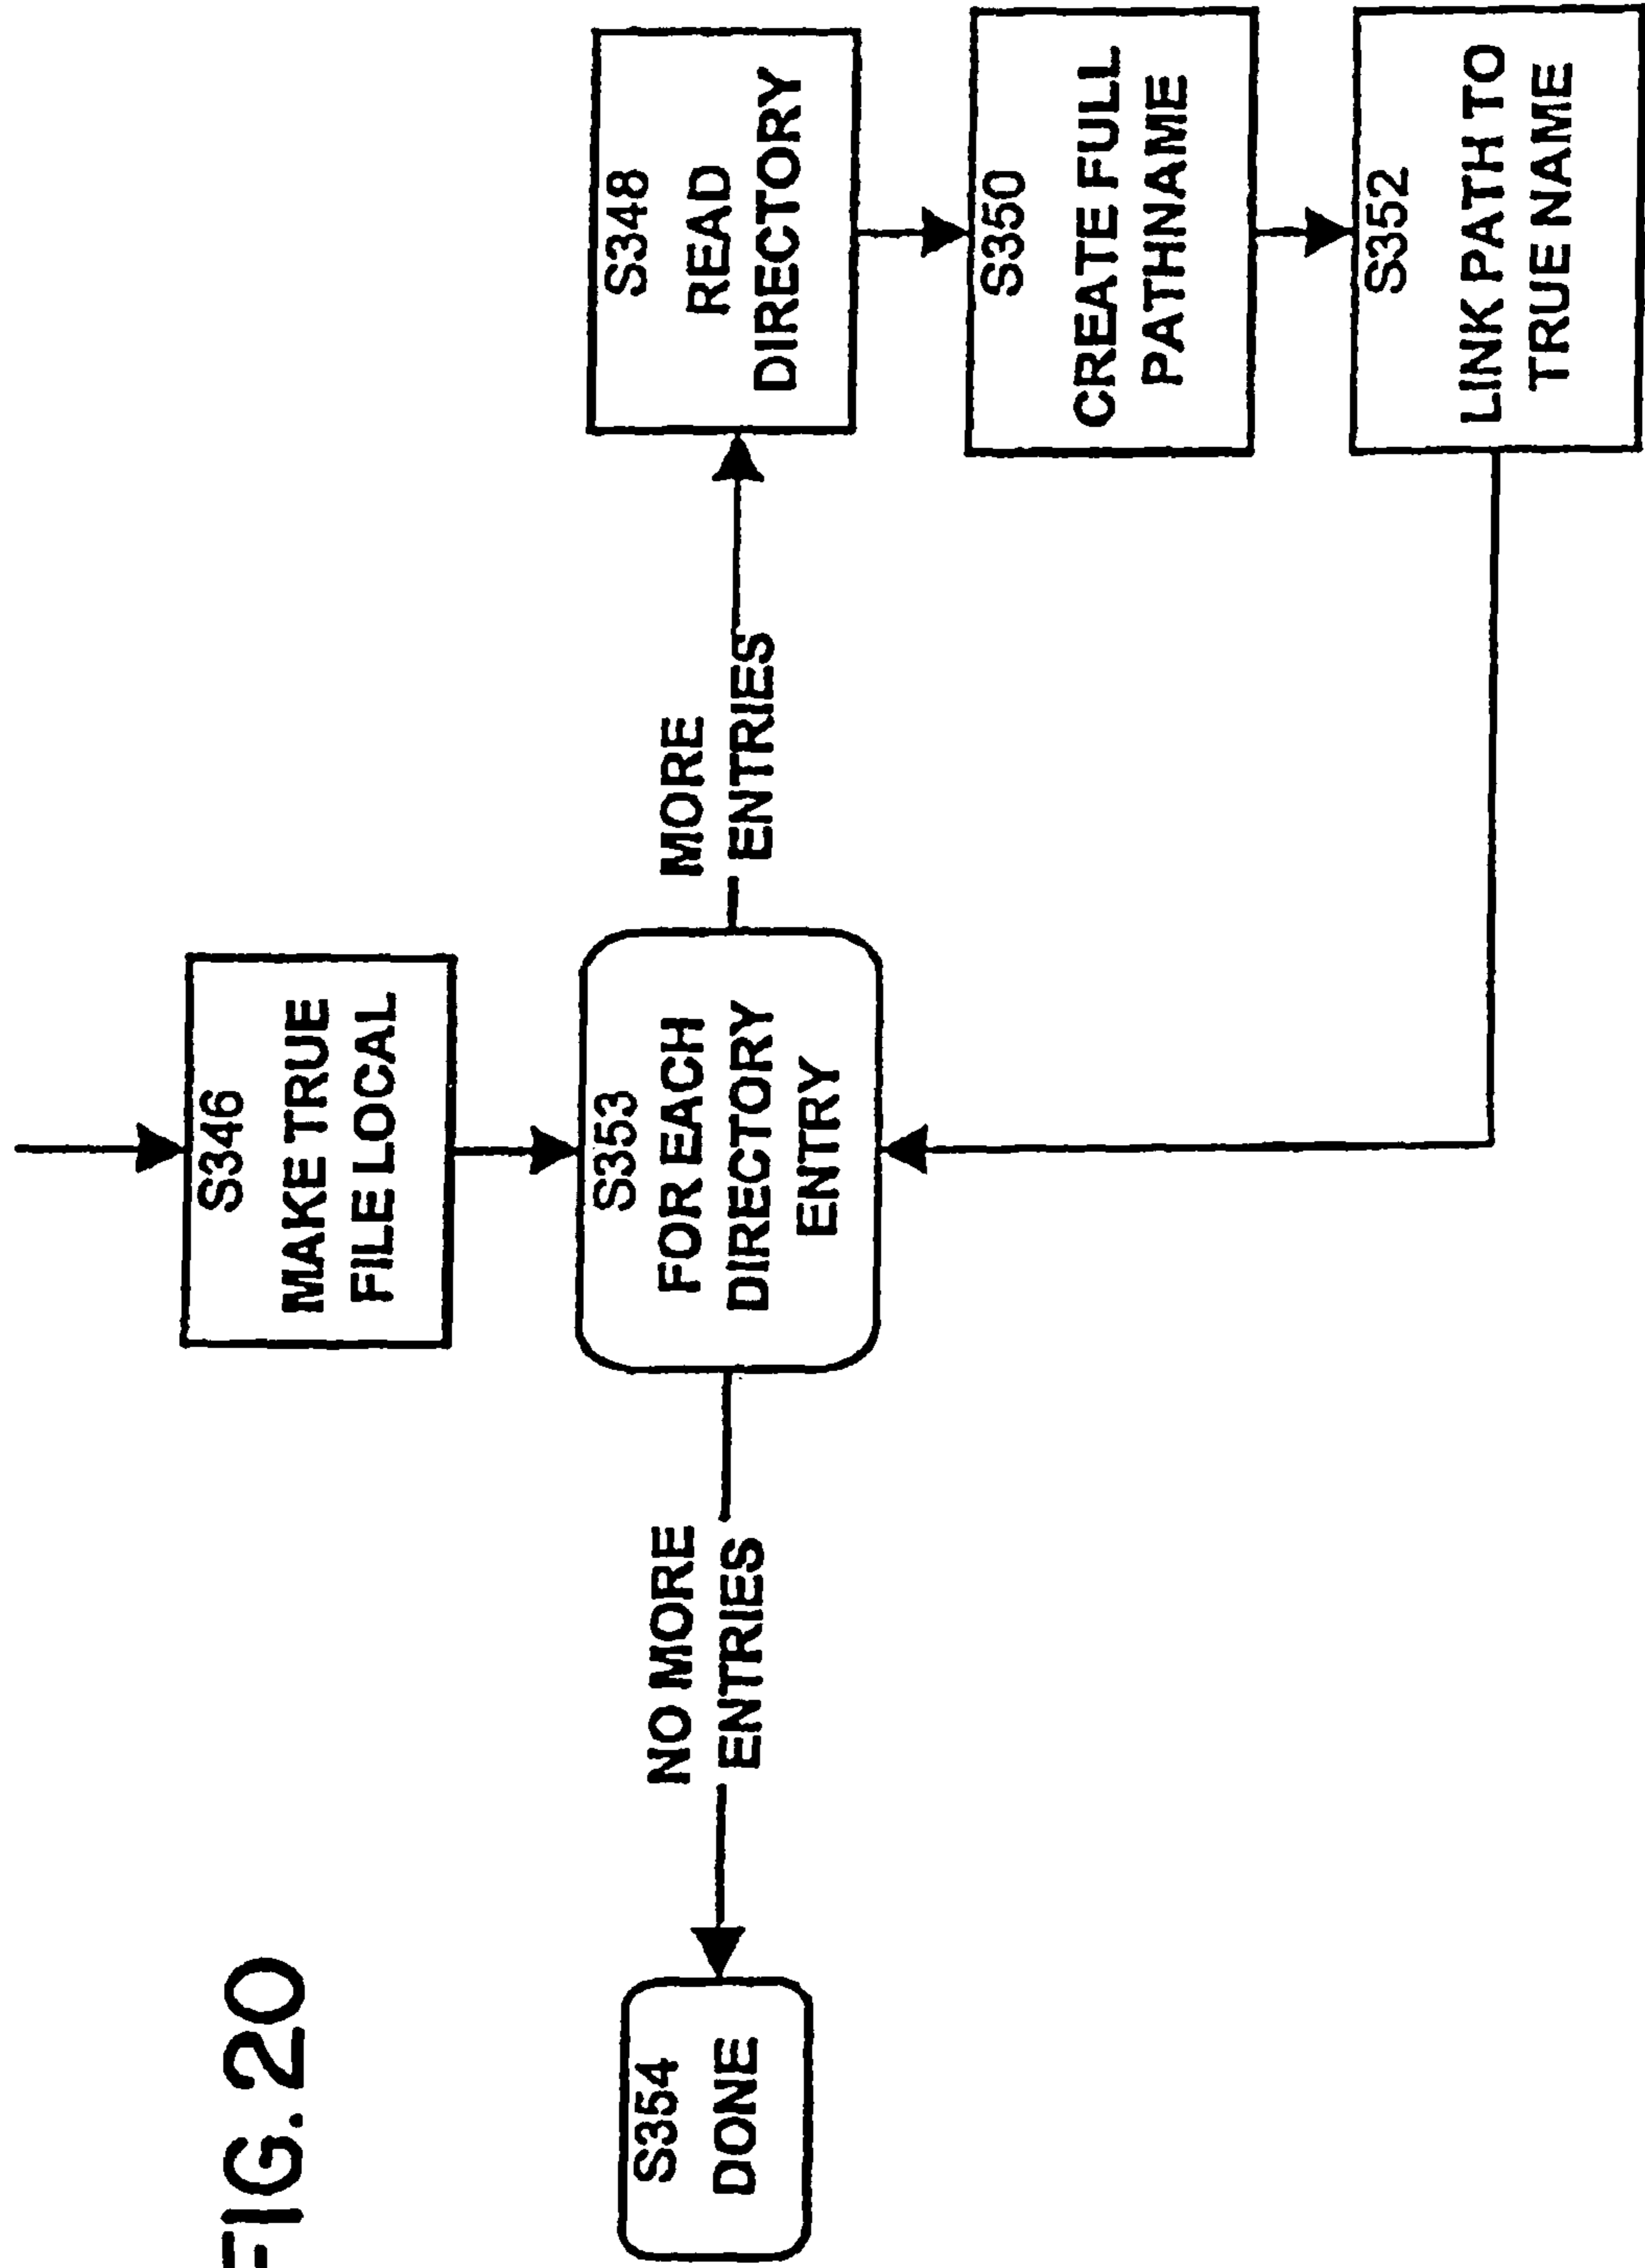 FIG. 20
S346
MAKE TRUE
FILE LOCAL
S353
FOR EACH
DIRECTORY
ENTRY
MORE
ENTRIES
NO MORE
ENTRIES
S354
DONE
S348
READ
DIRECTORY
S350
CREATE FULL
PATHNAME
S352
LINK PATH TO
TRUE NAME